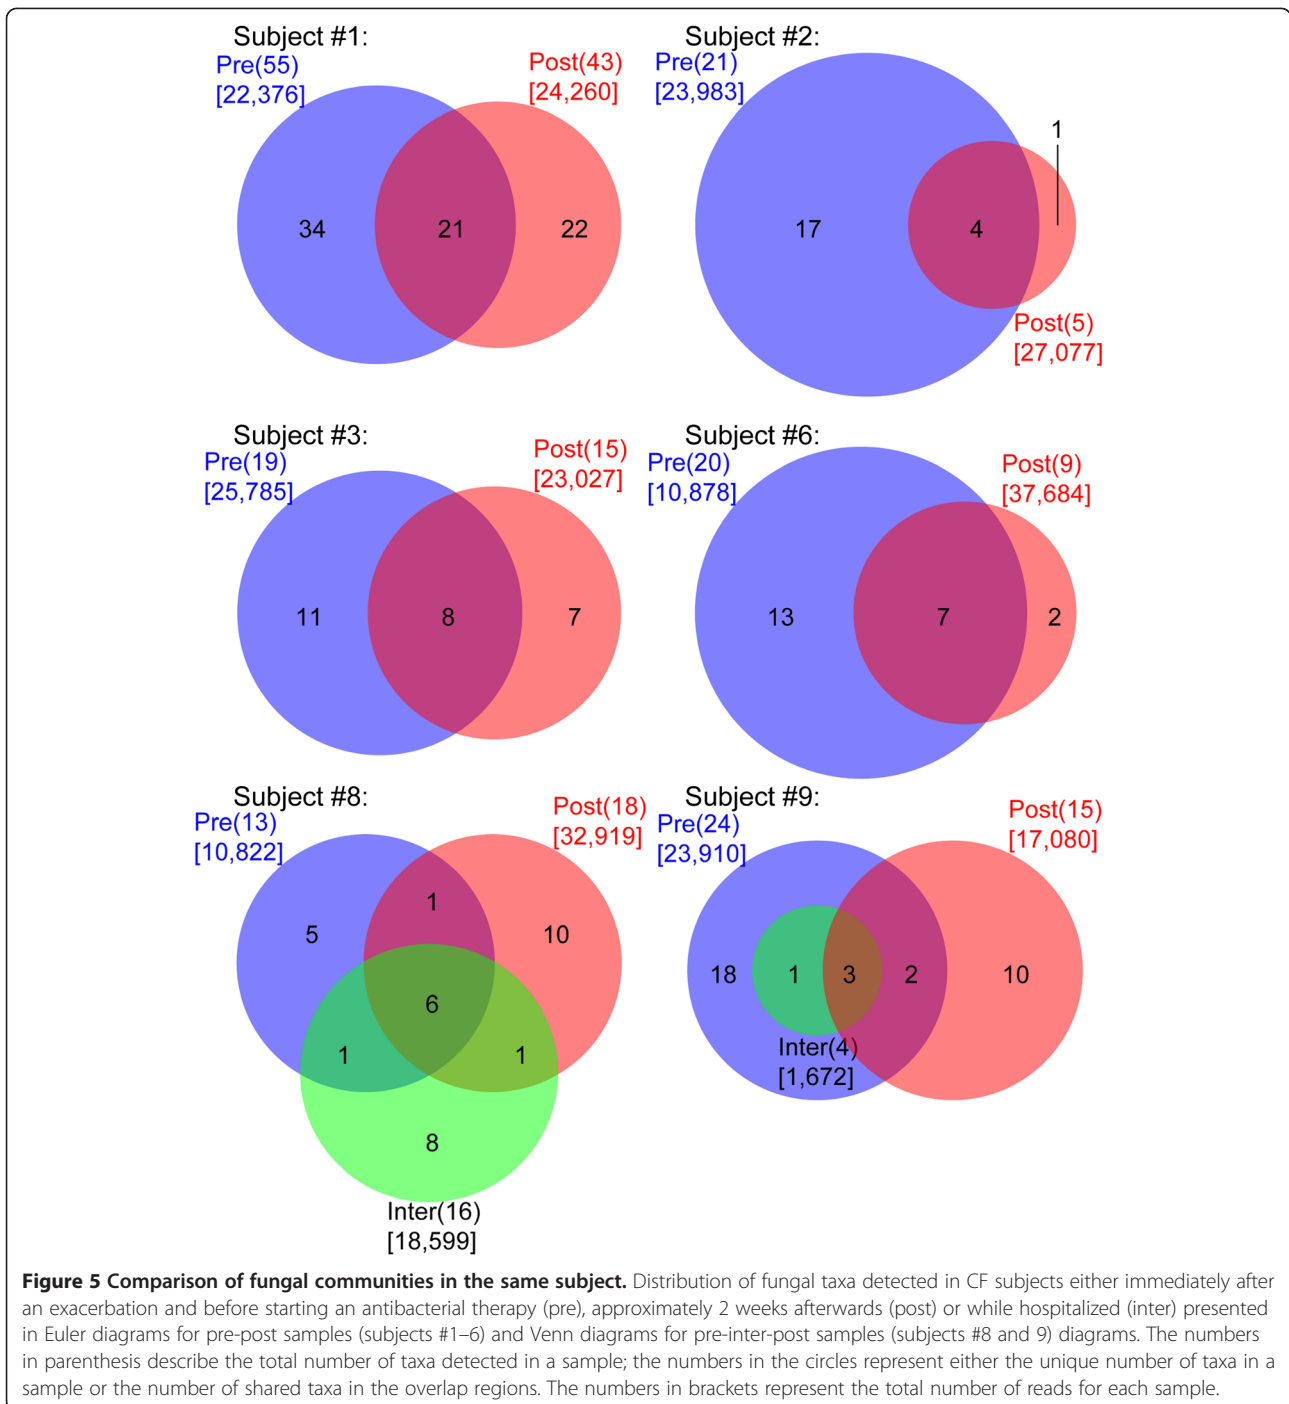 Subject #1:
Pre(55)
[22,376]
Post(43)
[24,260]
34
21
22
Subject #2:
Pre(21)
[23,983]
1
17
4
Post(5)
[27,077]
Subject #3:
Pre(19)
[25,785]
Post(15)
[23,027]
11
8
7
Subject #6:
Pre(20)
[10,878]
Post(9)
[37,684]
13
7
2
Subject #8:
Pre(13)
[10,822]
Post(18)
[32,919]
1
5
10
6
1
1
8
Inter(16)
[18,599]
Subject #9:
Pre(24)
[23,910]
Post(15)
[17,080]
18
1
3
2
10
Inter(4)
[1,672]
Figure 5 Comparison of fungal communities in the same subject. Distribution of fungal taxa detected in CF subjects either immediately after
an exacerbation and before starting an antibacterial therapy (pre), approximately 2 weeks afterwards (post) or while hospitalized (inter) presented
in Euler diagrams for pre-post samples (subjects #1–6) and Venn diagrams for pre-inter-post samples (subjects #8 and 9) diagrams. The numbers
in parenthesis describe the total number of taxa detected in a sample; the numbers in the circles represent either the unique number of taxa in a
sample or the number of shared taxa in the overlap regions. The numbers in brackets represent the total number of reads for each sample.